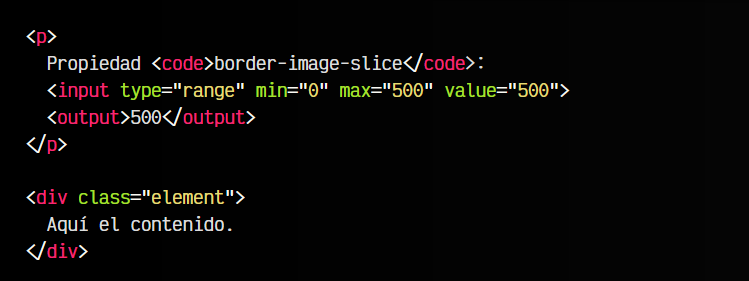 <p>
Propiedad <code>border-image-slice</code>:
<input type="range" min="0" max="500" value="500">
<output>500</output>
</p>
<div class="element">
Aquí el contenido.
</div>